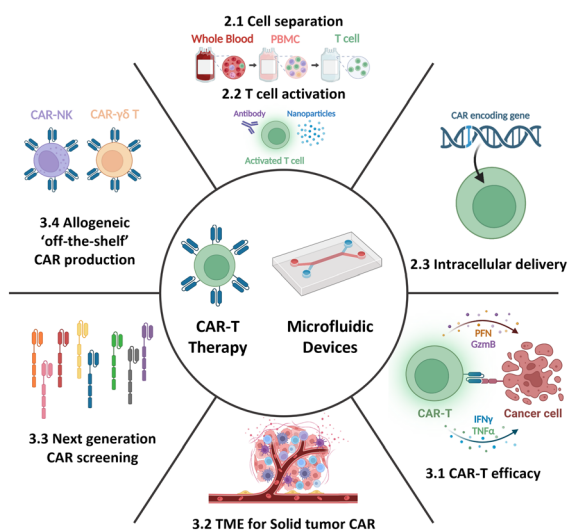 2.1 Cell separation
Whole Blood PBMC T cell
2.2 T cell activation
Antibody Nanoparticles
Activated T cell
CAR encoding gene
2.3 Intracellular delivery
CAR-NK CAR-γδ T
3.4 Allogeneic
‘off-the-shelf’
CAR production
CAR-T
Therapy
Microfluidic
Devices
PFN
GzmB
CAR-T
Cancer cell
IFNγ
TNFα
3.1 CAR-T efficacy
3.3 Next generation
CAR screening
3.2 TME for Solid tumor CAR